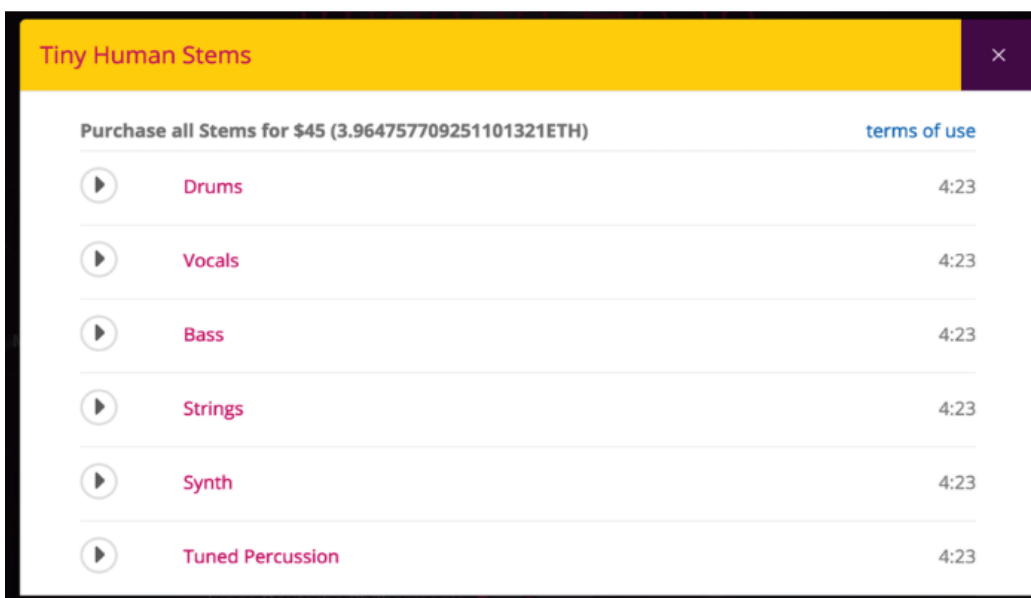 Tiny Human Stems ×
Purchase all Stems for $45 (3.964757709251101321ETH) terms of use
Drums 4:23
Vocals 4:23
Bass 4:23
Strings 4:23
Synth 4:23
Tuned Percussion 4:23